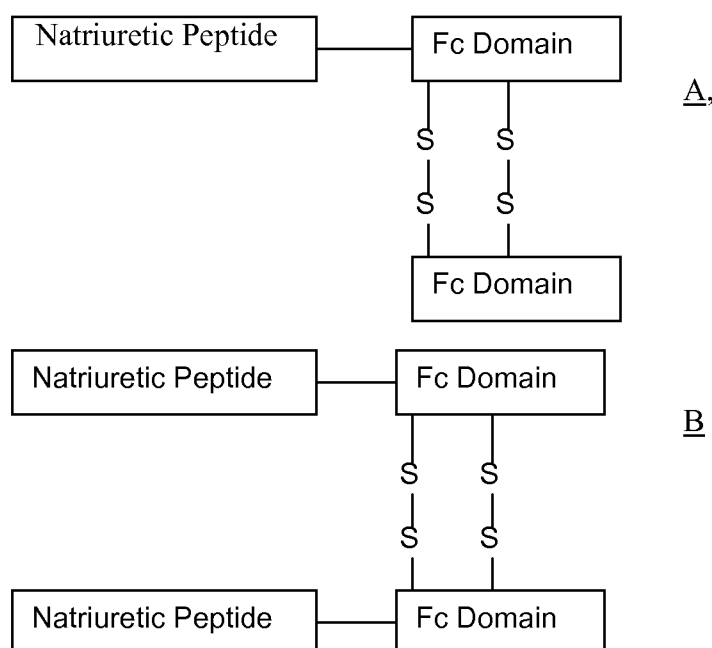 Natriuretic Peptide Fc Domain
A,
S S
S S
Fc Domain
Natriuretic Peptide Fc Domain
B
S S
S S
Natriuretic Peptide Fc Domain